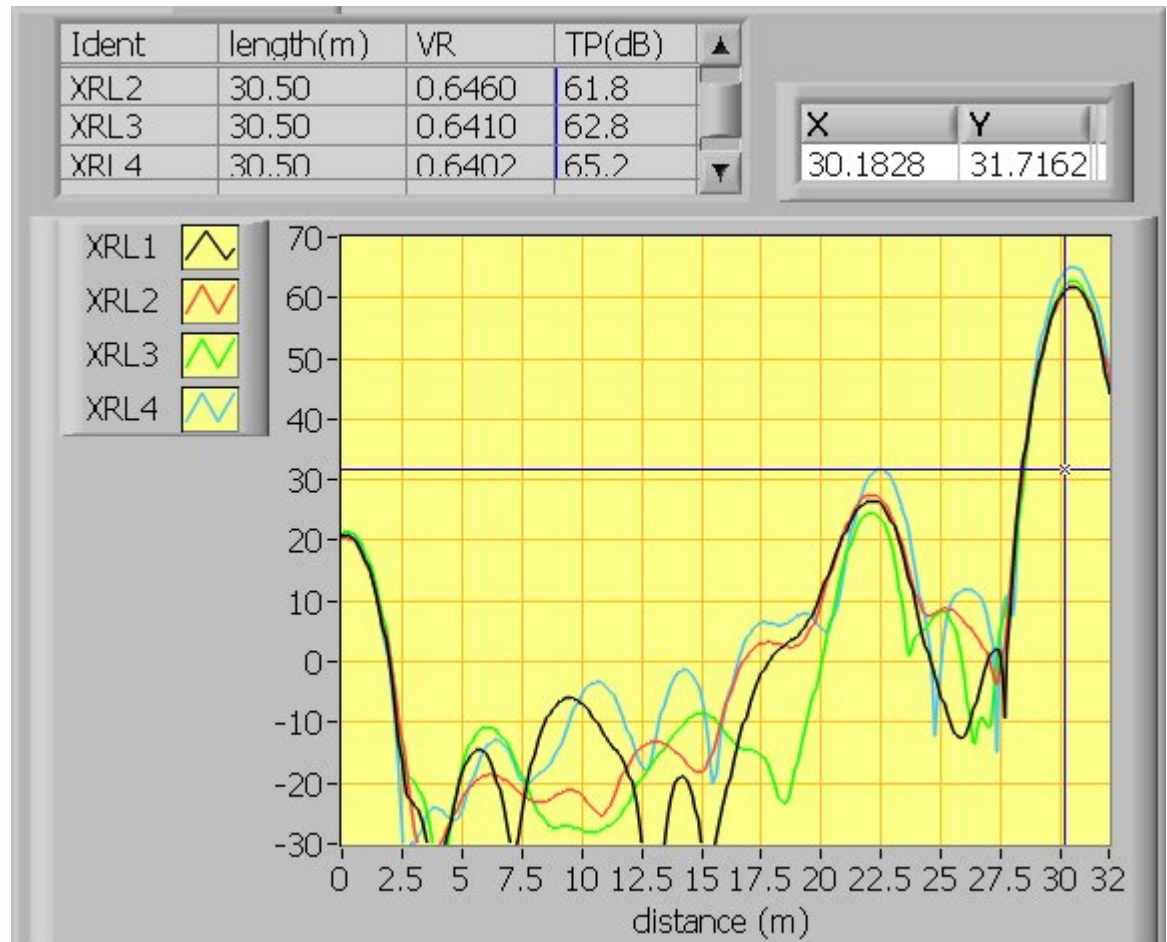 Ident length(m) VR TP(dB)
XRL2 30.50 0.6460 61.8
XRL3 30.50 0.6410 62.8
XRL4 30.50 0.6402 65.2
X Y
30.1828 31.7162
XRL1
XRL2
XRL3
XRL4
70
60
50
40
30
20
10
0
-10
-20
-30
0 2.5 5 7.5 10 12.5 15 17.5 20 22.5 25 27.5 30 32
distance (m)